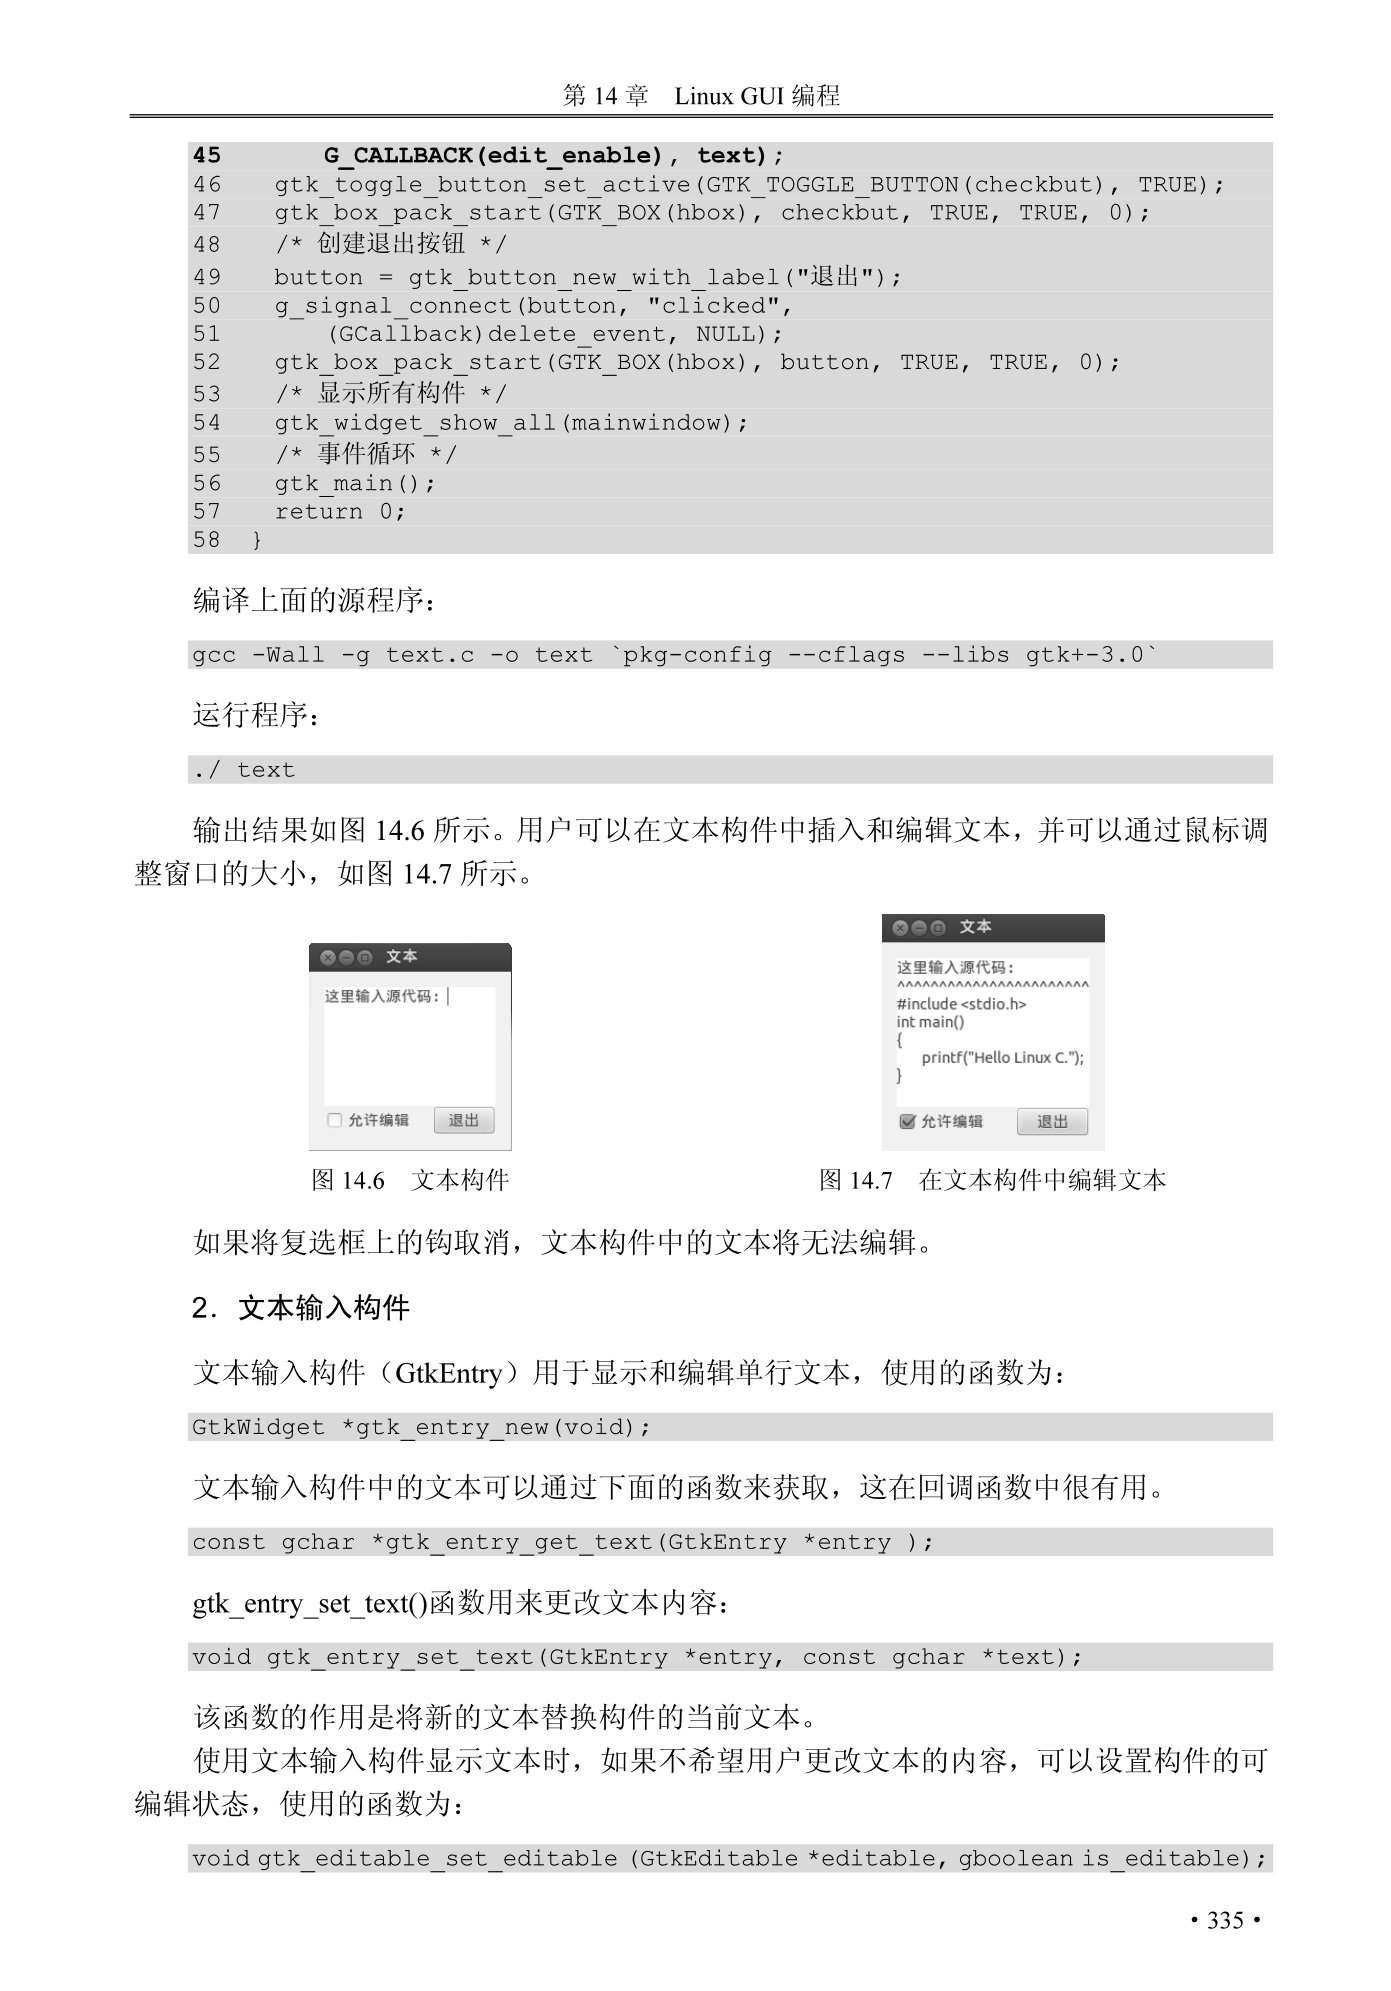 第 14 章　Linux GUI 编程
45       G_CALLBACK(edit_enable), text);
46    gtk_toggle_button_set_active(GTK_TOGGLE_BUTTON(checkbut), TRUE);
47    gtk_box_pack_start(GTK_BOX(hbox), checkbut, TRUE, TRUE, 0);
48    /* 创建退出按钮 */
49    button = gtk_button_new_with_label("退出");
50    g_signal_connect(button, "clicked",
51       (GCallback)delete_event, NULL);
52    gtk_box_pack_start(GTK_BOX(hbox), button, TRUE, TRUE, 0);
53    /* 显示所有构件 */
54    gtk_widget_show_all(mainwindow);
55    /* 事件循环 */
56    gtk_main();
57    return 0;
58  }
编译上面的源程序：
gcc -Wall -g text.c -o text `pkg-config --cflags --libs gtk+-3.0`
运行程序：
./ text
输出结果如图 14.6 所示。用户可以在文本构件中插入和编辑文本，并可以通过鼠标调
整窗口的大小，如图 14.7 所示。
文本
这里输入源代码：
允许编辑 退出
图 14.6　文本构件
文本
这里输入源代码：
^^^^^^^^^^^^^^^^^^^^^^^
#include <stdio.h>
int main()
{
printf("Hello Linux C.");
}
允许编辑 退出
图 14.7　在文本构件中编辑文本
如果将复选框上的钩取消，文本构件中的文本将无法编辑。
2．文本输入构件
文本输入构件（GtkEntry）用于显示和编辑单行文本，使用的函数为：
GtkWidget *gtk_entry_new(void);
文本输入构件中的文本可以通过下面的函数来获取，这在回调函数中很有用。
const gchar *gtk_entry_get_text(GtkEntry *entry );
gtk_entry_set_text()函数用来更改文本内容：
void gtk_entry_set_text(GtkEntry *entry, const gchar *text);
该函数的作用是将新的文本替换构件的当前文本。
使用文本输入构件显示文本时，如果不希望用户更改文本的内容，可以设置构件的可
编辑状态，使用的函数为：
void gtk_editable_set_editable (GtkEditable *editable, gboolean is_editable);
• 335 •